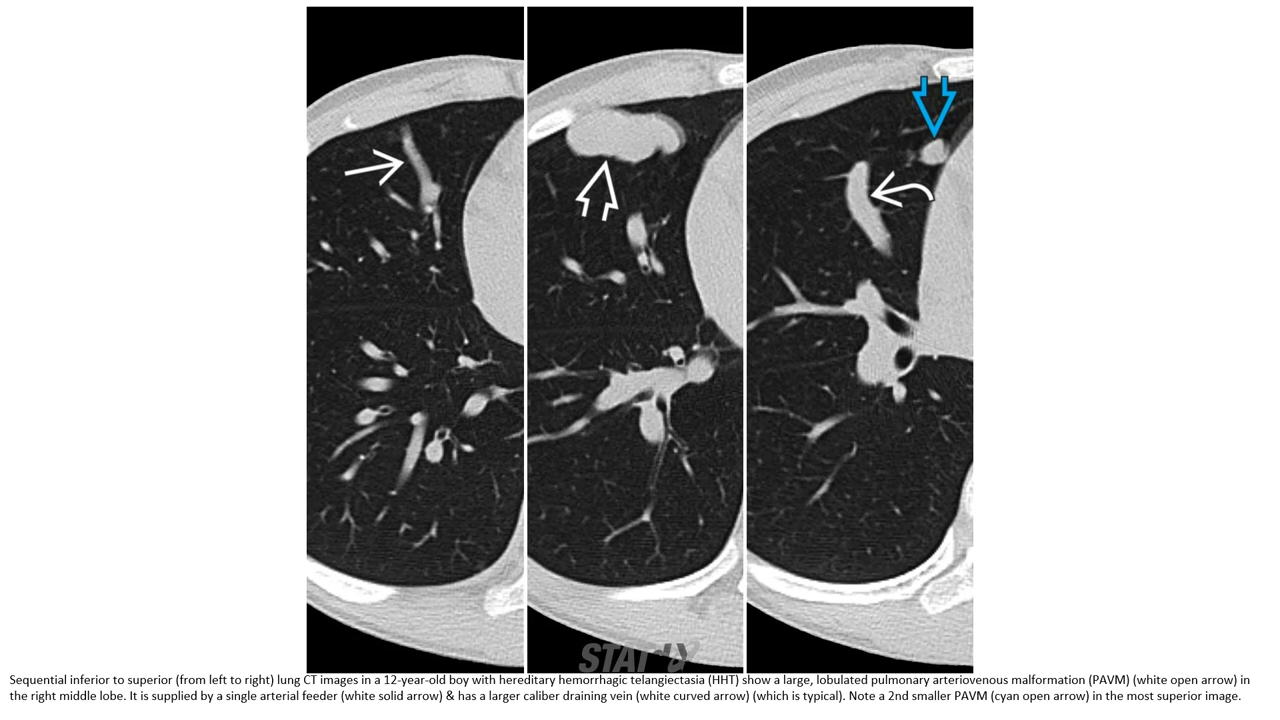 Sequential inferior to superior (from left to right) lung CT images in a 12-year-old boy with hereditary hemorrhagic telangiectasia (HHT) show a large, lobulated pulmonary arteriovenous malformation (PAVM) (white open arrow) in
the right middle lobe. It is supplied by a single arterial feeder (white solid arrow) & has a larger caliber draining vein (white curved arrow) (which is typical). Note a 2nd smaller PAVM (cyan open arrow) in the most superior image.